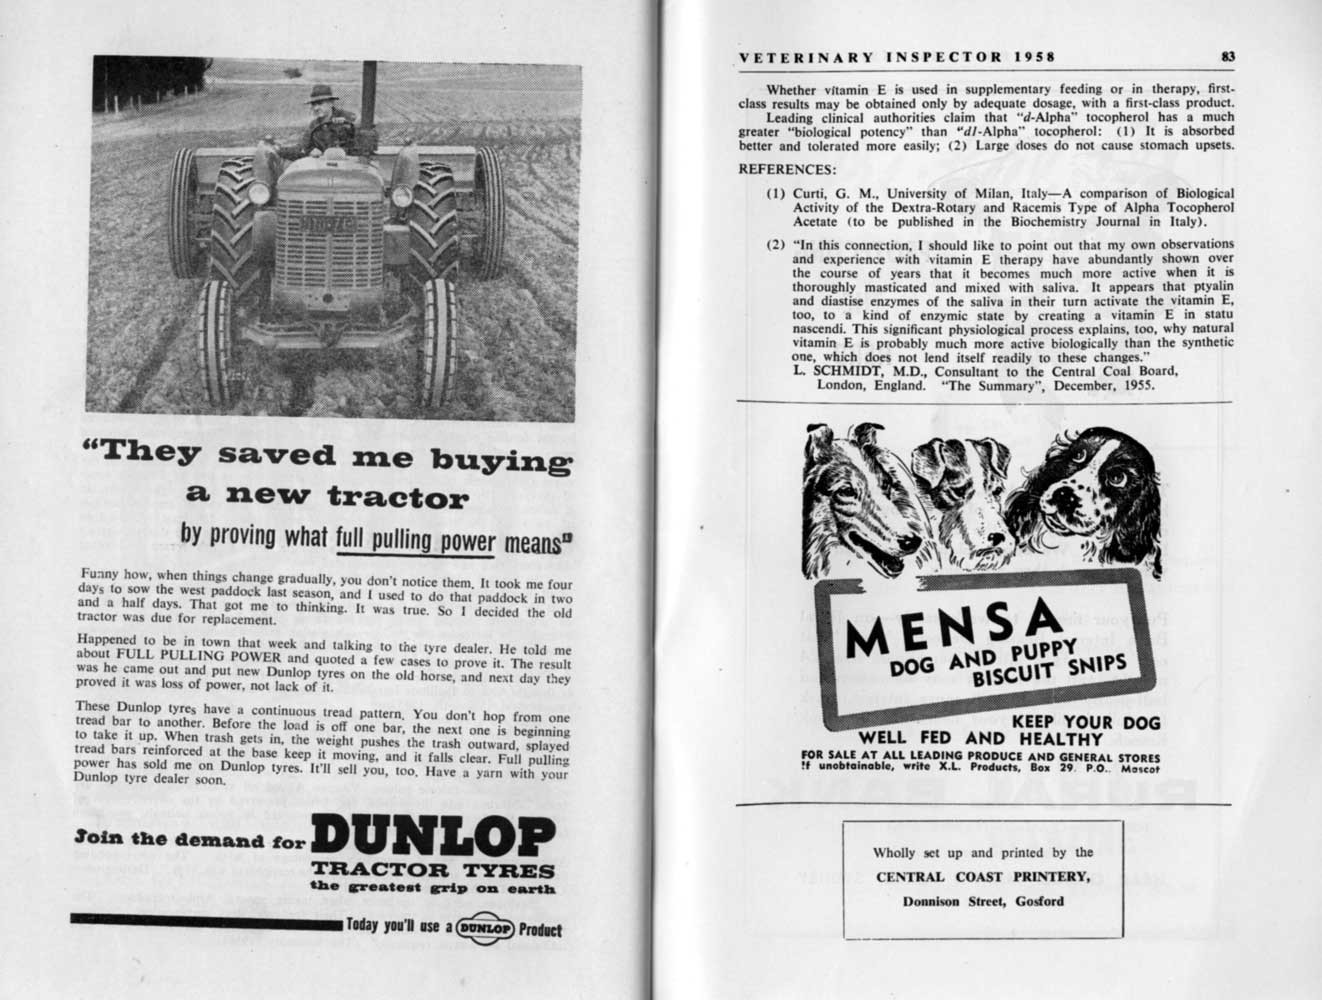 “They saved me buying
a new tractor
by proving what full pulling power means”
Funny how, when things change gradually, you don’t notice them. It took me four
days to sow the west paddock last season, and I used to do that paddock in two
and a half days. That got me to thinking. It was true. So I decided the old
tractor was due for replacement.
Happened to be in town that week and talking to the tyre dealer. He told me
about FULL PULLING POWER and quoted a few cases to prove it. The result
was he came out and put new Dunlop tyres on the old horse, and next day they
proved it was loss of power, not lack of it.
These Dunlop tyres have a continuous tread pattern. You don’t hop from one
tread bar to another. Before the load is off one bar, the next one is beginning
to take it up. When trash gets in, the weight pushes the trash outward, splayed
tread bars reinforced at the base keep it moving, and it falls clear. Full pulling
power has sold me on Dunlop tyres. It’ll sell you, too. Have a yarn with your
Dunlop tyre dealer soon.
Join the demand for DUNLOP
TRACTOR TYRES
the greatest grip on earth
Today you’ll use a DUNLOP Product
VETERINARY INSPECTOR 1958 83
Whether vitamin E is used in supplementary feeding or in therapy, first-
class results may be obtained only by adequate dosage, with a first-class product.
Leading clinical authorities claim that “d-Alpha” tocopherol has a much
greater “biological potency” than “dl-Alpha” tocopherol: (1) It is absorbed
better and tolerated more easily; (2) Large doses do not cause stomach upsets.
REFERENCES:
(1) Curti, G. M., University of Milan, Italy—A comparison of Biological
Activity of the Dextra-Rotary and Racemis Type of Alpha Tocopherol
Acetate (to be published in the Biochemistry Journal in Italy).
(2) “In this connection, I should like to point out that my own observations
and experience with vitamin E therapy have abundantly shown over
the course of years that it becomes much more active when it is
thoroughly masticated and mixed with saliva. It appears that ptyalin
and diastise enzymes of the saliva in their turn activate the vitamin E,
too, to a kind of enzymic state by creating a vitamin E in statu
nascendi. This significant physiological process explains, too, why natural
vitamin E is probably much more active biologically than the synthetic
one, which does not lend itself readily to these changes.”
L. SCHMIDT, M.D., Consultant to the Central Coal Board,
London, England. “The Summary”, December, 1955.
MENSA
DOG AND PUPPY
BISCUIT SNIPS
KEEP YOUR DOG
WELL FED AND HEALTHY
FOR SALE AT ALL LEADING PRODUCE AND GENERAL STORES
If unobtainable, write X.L. Products, Box 29. P.O.. Mascot
Wholly set up and printed by the
CENTRAL COAST PRINTERY,
Donnison Street, Gosford